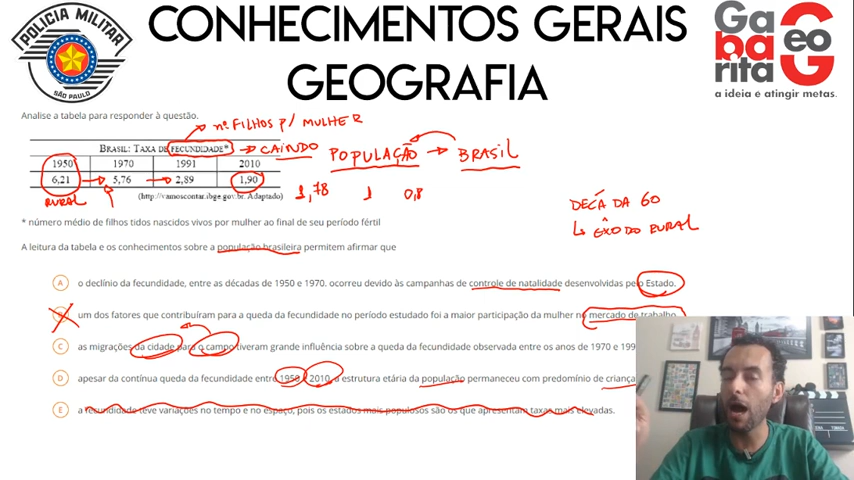 POLÍCIA MILITAR
SÃO PAULO
CONHECIMENTOS GERAIS
GEOGRAFIA
Gabarita Geo
a ideia é atingir metas.
Analise a tabela para responder à questão.
nº FILHOS P/ MULHER
BRASIL: TAXA DE FECUNDIDADE* → CAINDO
POPULAÇÃO → BRASIL
1950 1970 1991 2010
6,21 5,76 2,89 1,90
1,78 1 0,8
(http://vamoscontar.ibge.gov.br. Adaptado)
RURAL
DÉCADA 60
ÊXODO RURAL
* número médio de filhos tidos nascidos vivos por mulher ao final de seu período fértil
A leitura da tabela e os conhecimentos sobre a população brasileira permitem afirmar que
A o declínio da fecundidade, entre as décadas de 1950 e 1970. ocorreu devido às campanhas de controle de natalidade desenvolvidas pelo Estado.
um dos fatores que contribuíram para a queda da fecundidade no período estudado foi a maior participação da mulher no mercado de trabalho.
C as migrações da cidade para o campo tiveram grande influência sobre a queda da fecundidade observada entre os anos de 1970 e 199
D apesar da contínua queda da fecundidade entre 1950 e 2010, a estrutura etária da população permaneceu com predomínio de criança
E a fecundidade teve variações no tempo e no espaço, pois os estados mais populosos são os que apresentam taxas mais elevadas.